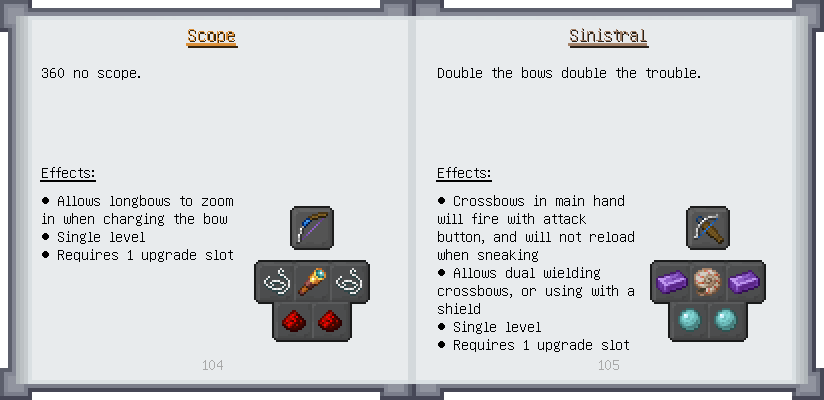 Scope
360 no scope.
Effects:
● Allows longbows to zoom
in when charging the bow
● Single level
● Requires 1 upgrade slot
104
Sinistral
Double the bows double the trouble.
Effects:
● Crossbows in main hand
will fire with attack
button, and will not reload
when sneaking
● Allows dual wielding
crossbows, or using with a
shield
● Single level
● Requires 1 upgrade slot
105